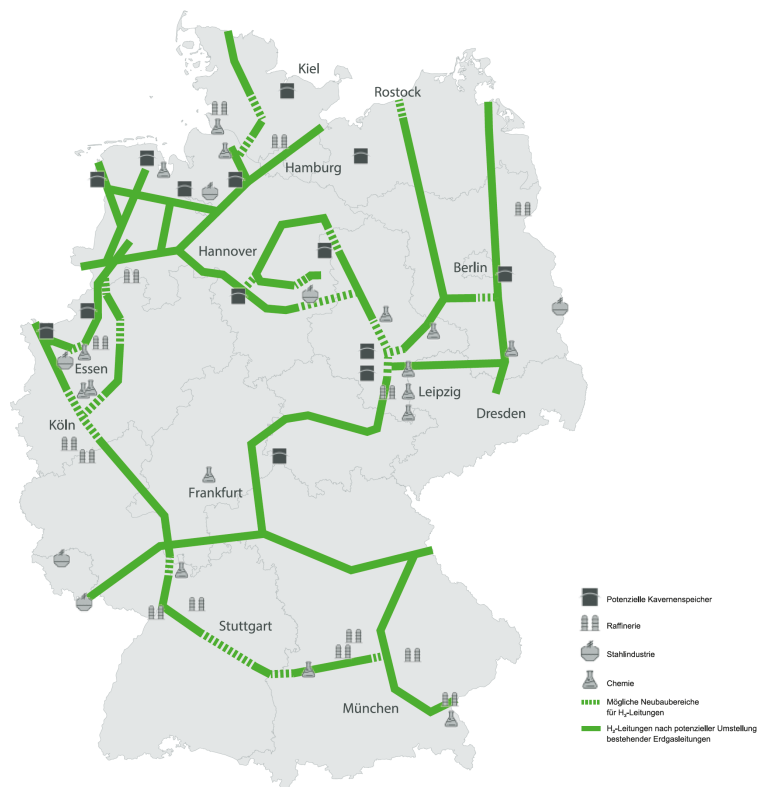 Kiel
Rostock
Hamburg
Hannover
Berlin
Essen
Leipzig
Köln
Dresden
Frankfurt
Stuttgart
München
Potenzielle Kavernenspeicher
Raffinerie
Stahlindustrie
Chemie
Mögliche Neubaubereiche
für H₂-Leitungen
H₂-Leitungen nach potenzieller Umstellung
bestehender Erdgasleitungen